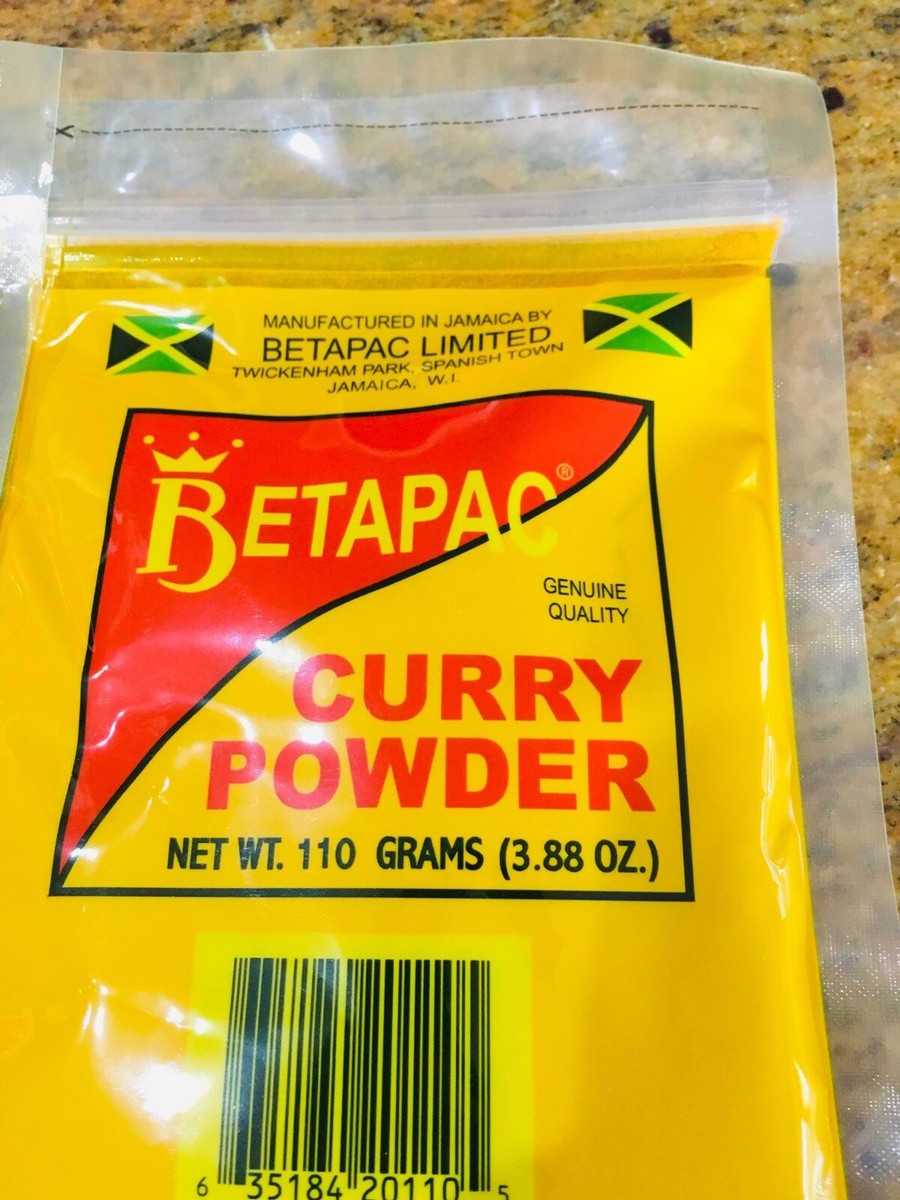 MANUFACTURED IN JAMAICA BY
BETAPAC LIMITED
TWICKENHAM PARK, SPANISH TOWN
JAMAICA, W.I.
BETAPAC®
GENUINE
QUALITY
CURRY
POWDER
NET WT. 110 GRAMS (3.88 OZ.)
6 35184 20110 5